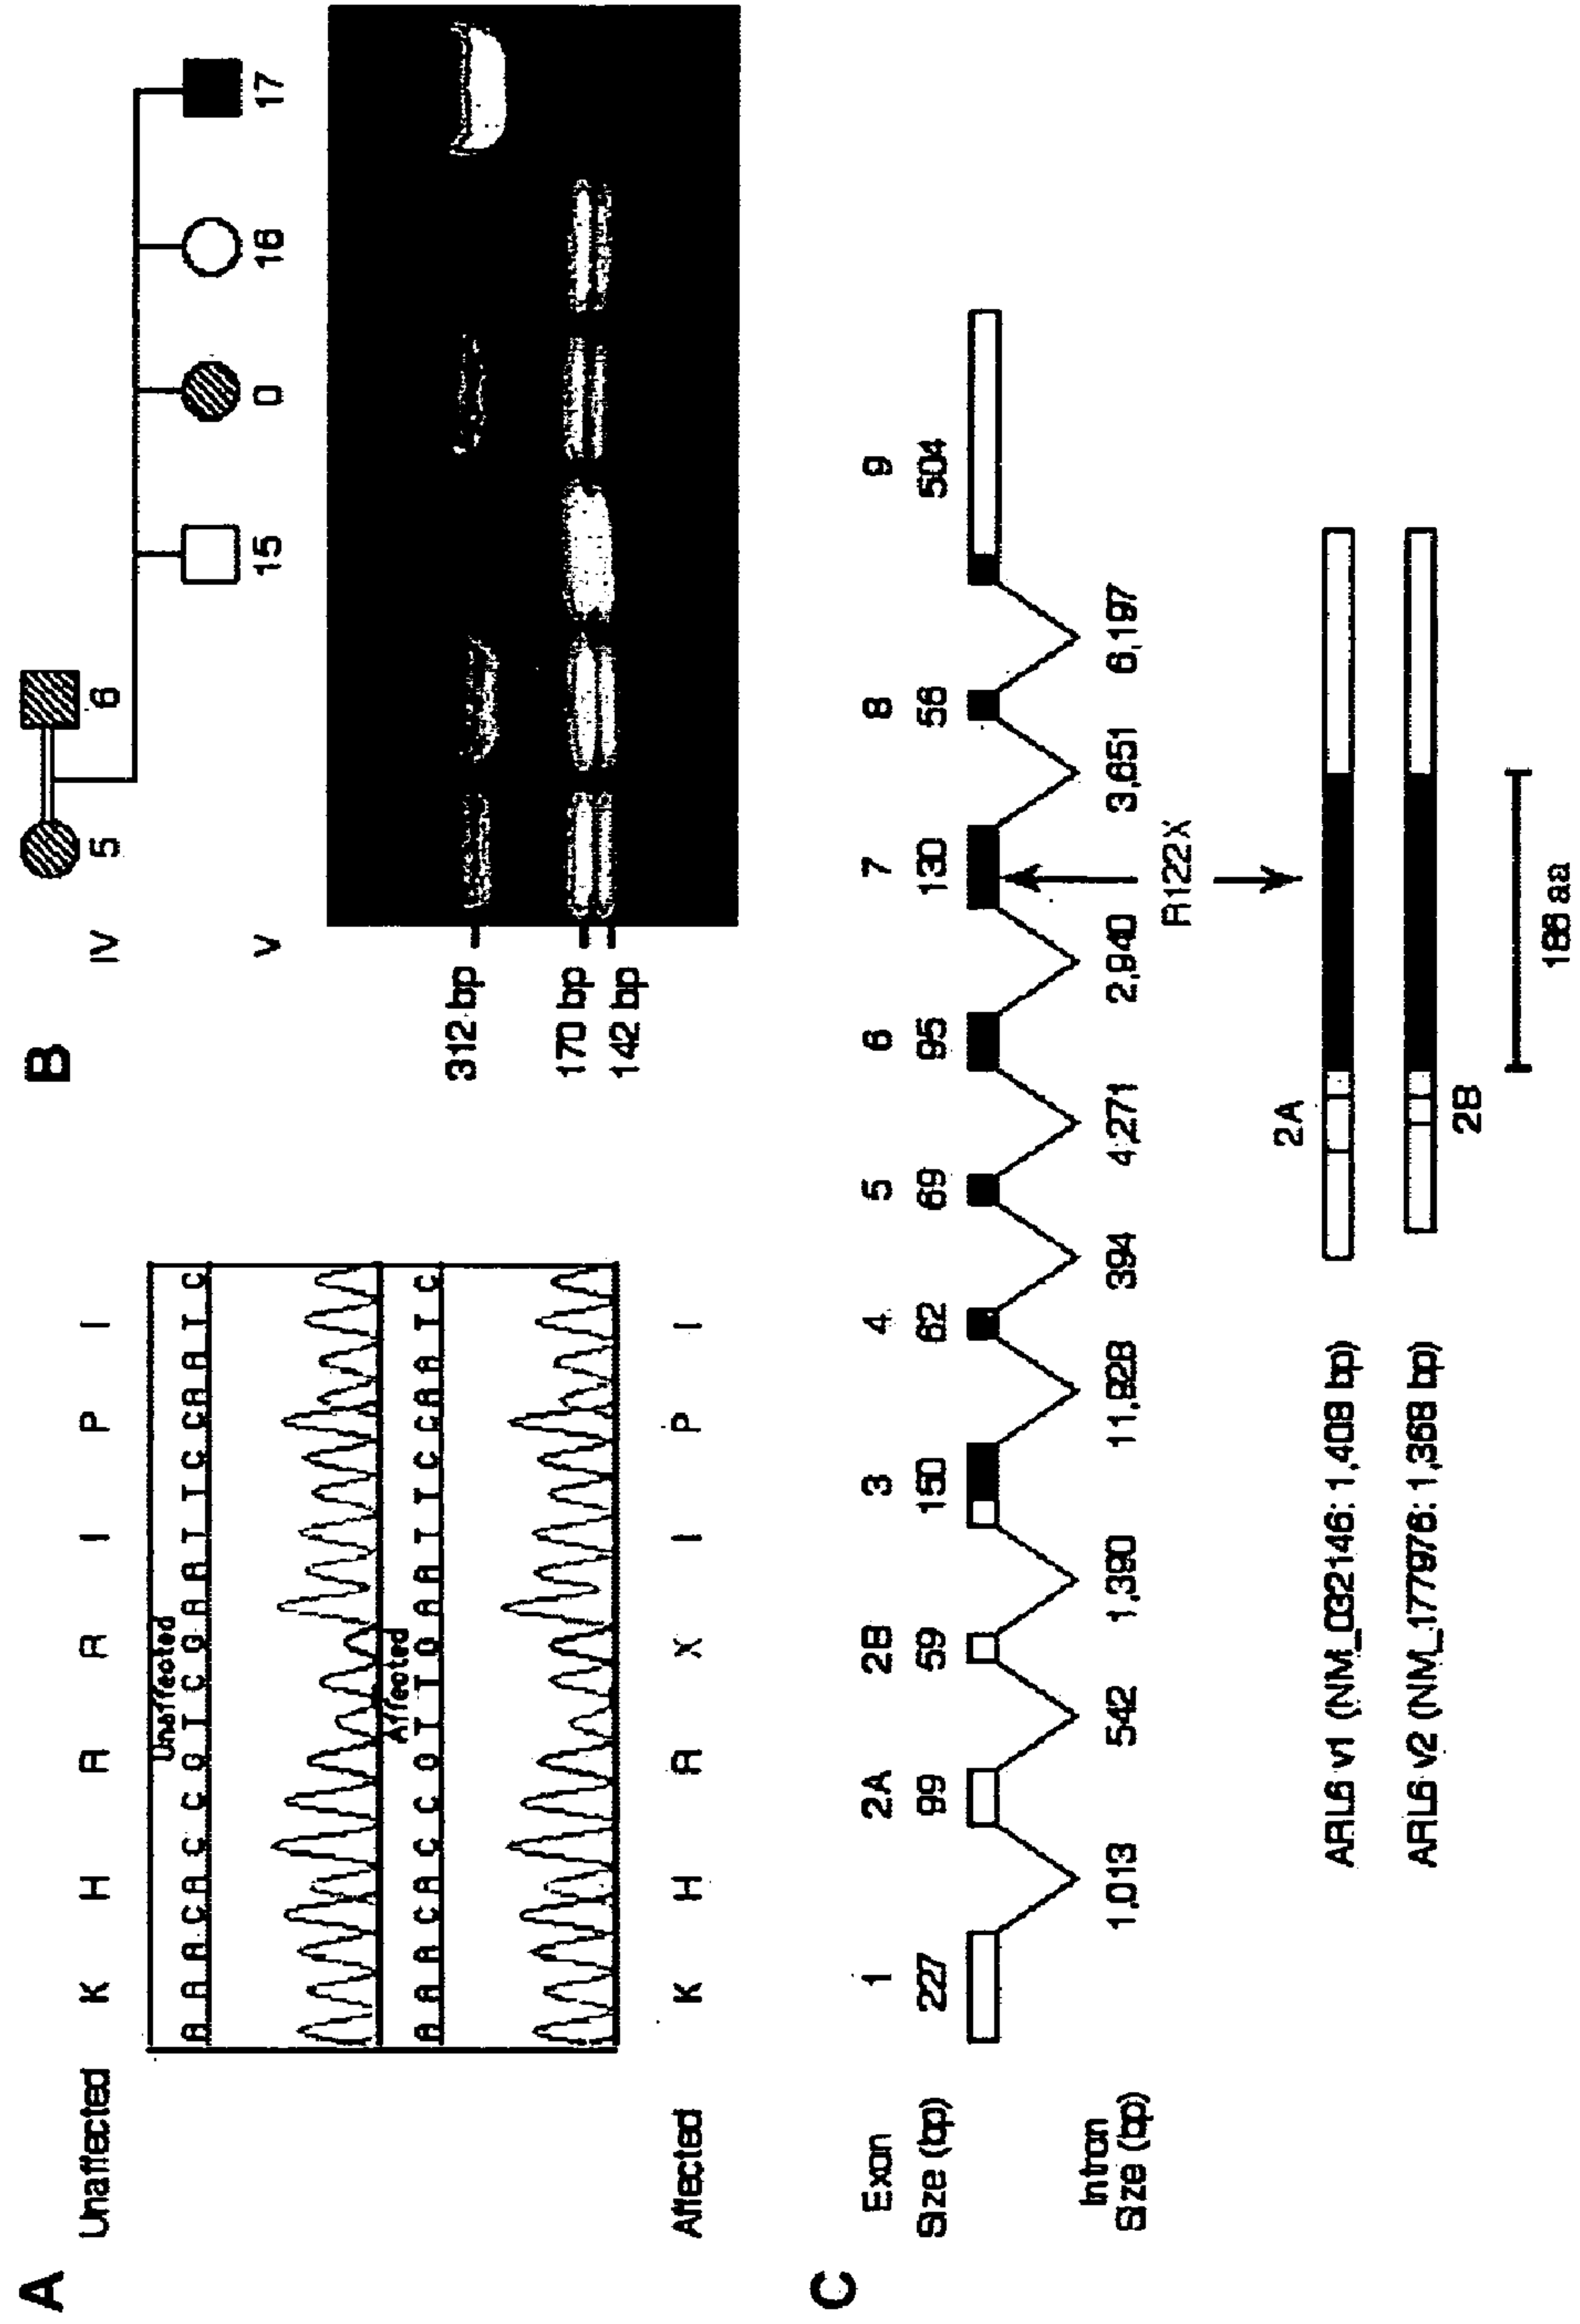 A
Unaffected K H R R I P I
A A A C A C C G T C G A A T T C C A A T C
Unaffected
A A A C A C C G T T G A A T T C C A A T C
Affected
Affected K H R X I P I
B
IV
5 6
V
15 0 16 17
312 bp
170 bp
142 bp
C
Exon 1 2A 2B 3 4 5 6 7 8 9
Size (bp) 227 99 59 150 62 69 95 130 56 504
Intron
Size (bp) 1,013 542 1,390 11,928 394 4,271 2,940 3,651 6,197
R122X
2A
ARL6 v1 (NM_032146: 1,408 bp)
ARL6 v2 (NM_177976: 1,368 bp)
2B
186 aa